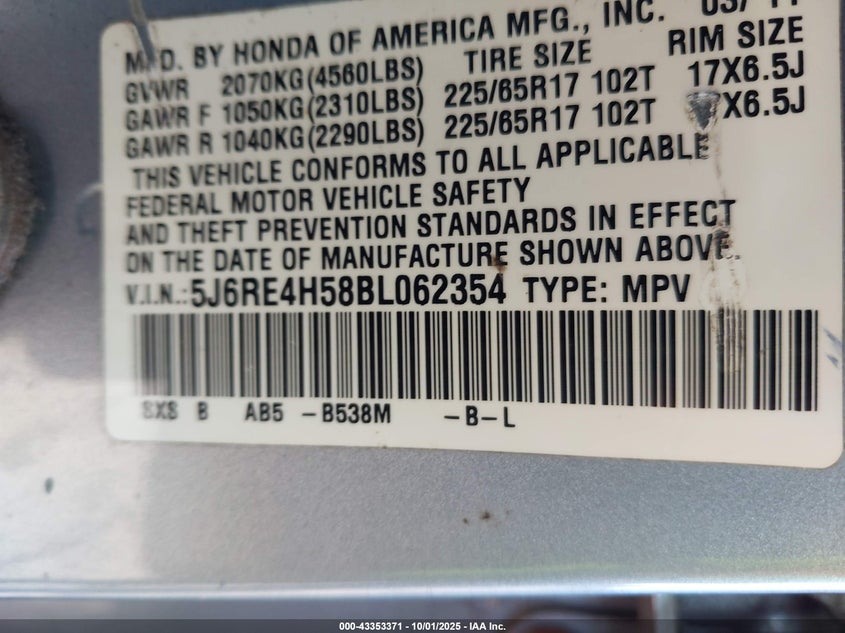 MFD. BY HONDA OF AMERICA MFG., INC. 03/11
GVWR 2070KG(4560LBS) TIRE SIZE RIM SIZE
GAWR F 1050KG(2310LBS) 225/65R17 102T 17X6.5J
GAWR R 1040KG(2290LBS) 225/65R17 102T X6.5J
THIS VEHICLE CONFORMS TO ALL APPLICABLE
FEDERAL MOTOR VEHICLE SAFETY
AND THEFT PREVENTION STANDARDS IN EFFECT
ON THE DATE OF MANUFACTURE SHOWN ABOVE.
V.I.N.:5J6RE4H58BL062354 TYPE: MPV
SXS B AB5 -B538M -B-L
000-43353371 - 10/01/2025 - IAA Inc.